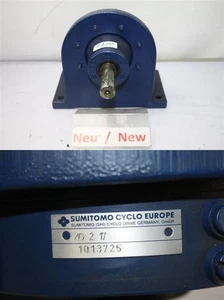 Neu / New
SUMITOMO CYCLO EUROPE
SUMITOMO (SHI) CYCLO DRIVE GERMANY, GmbH
1013725